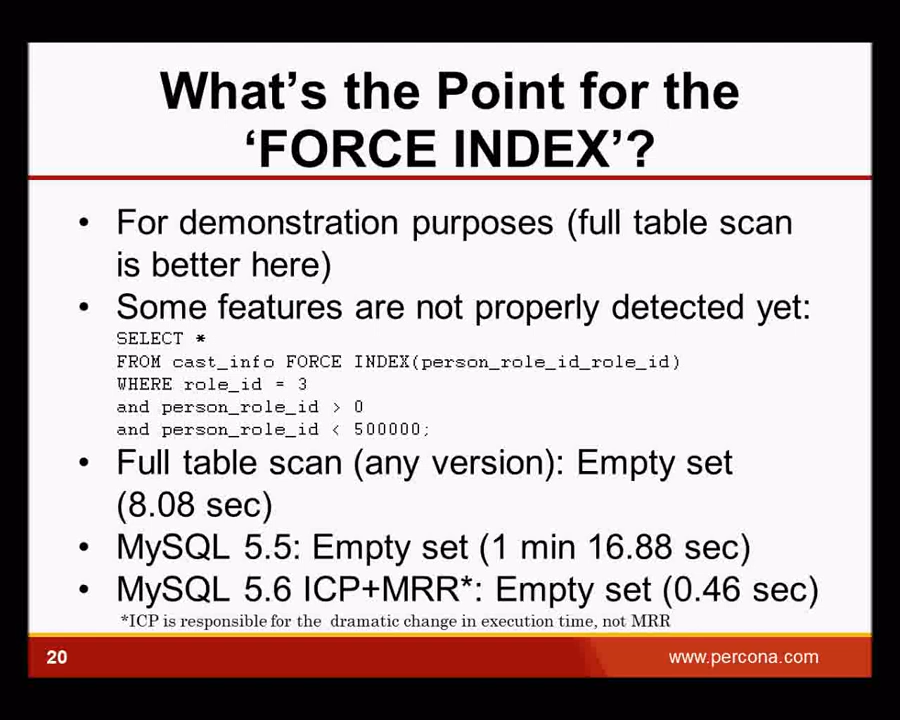 What’s the Point for the
‘FORCE INDEX’?
• For demonstration purposes (full table scan
is better here)
• Some features are not properly detected yet:
SELECT *
FROM cast_info FORCE INDEX(person_role_id_role_id)
WHERE role_id = 3
and person_role_id > 0
and person_role_id < 500000;
• Full table scan (any version): Empty set
(8.08 sec)
• MySQL 5.5: Empty set (1 min 16.88 sec)
• MySQL 5.6 ICP+MRR*: Empty set (0.46 sec)
*ICP is responsible for the dramatic change in execution time, not MRR
20
www.percona.com